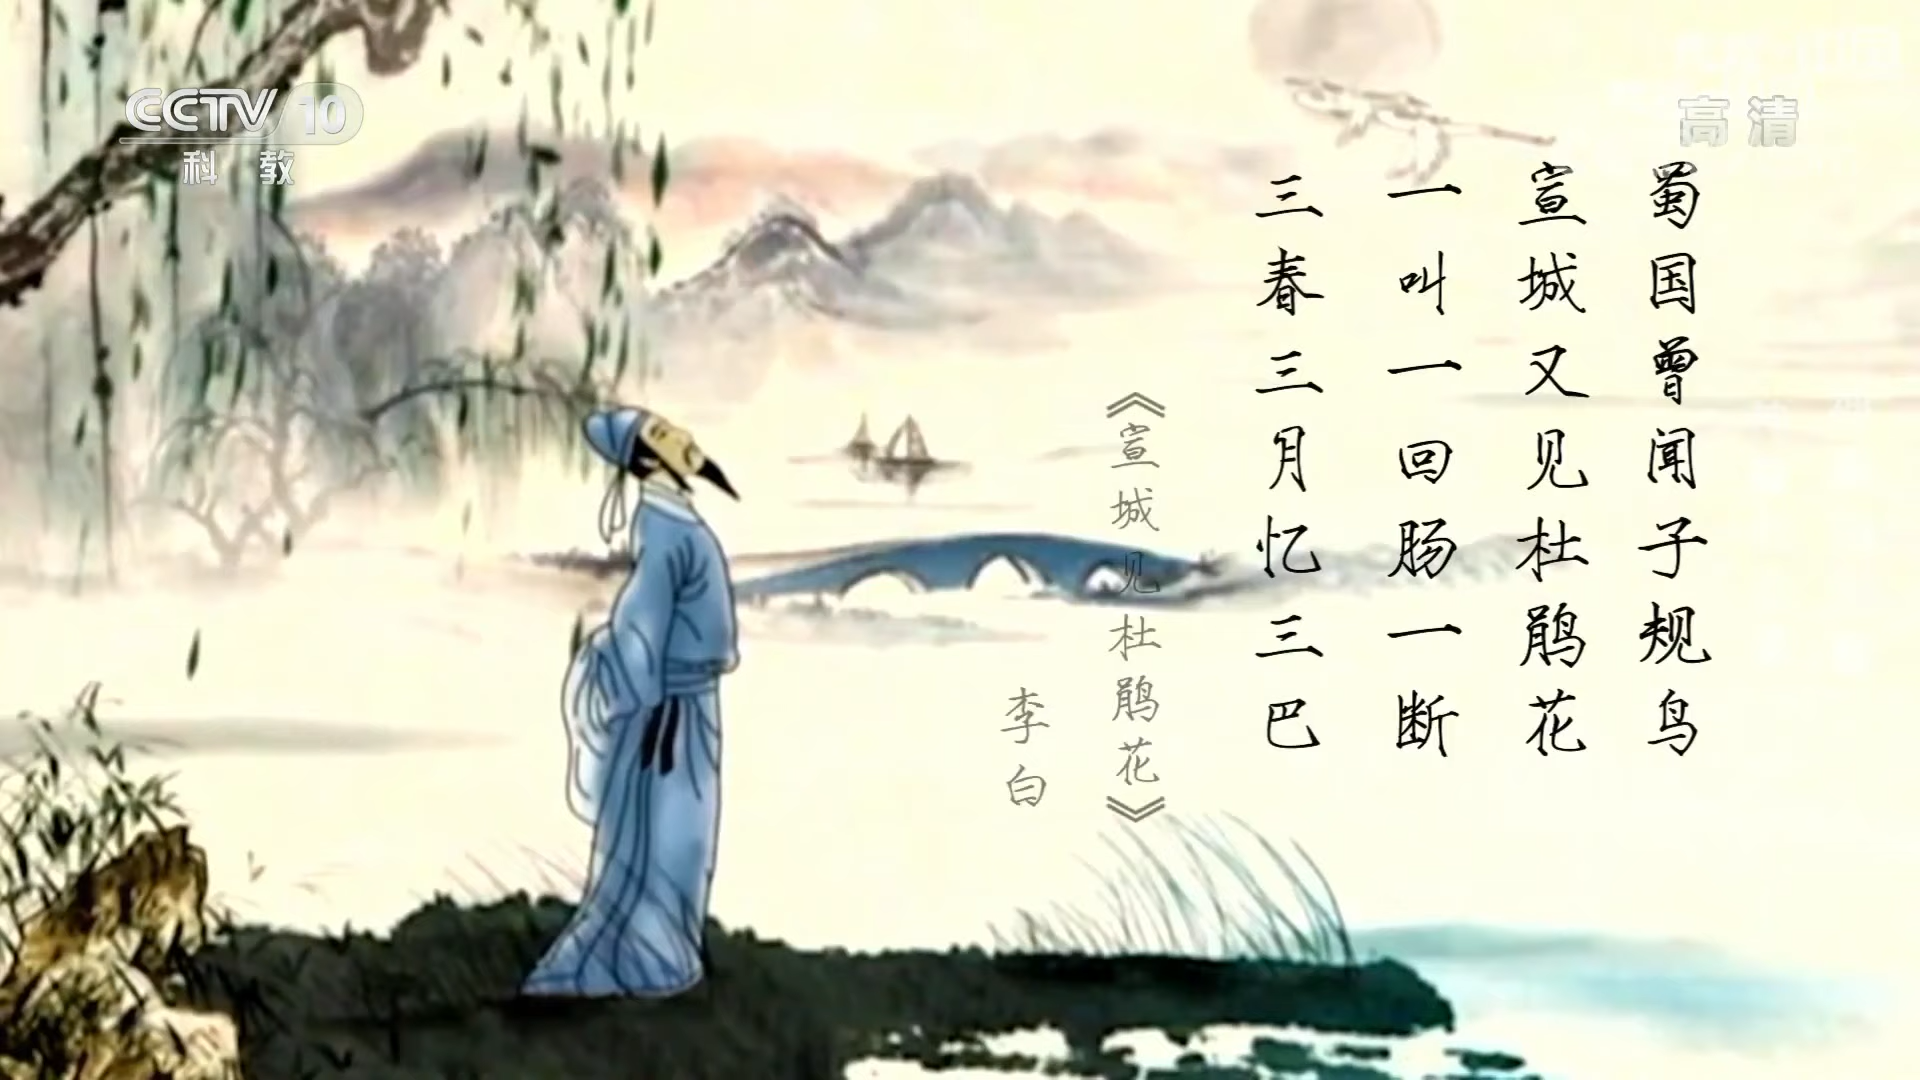 CCTV 10
科教
高清
蜀国曾闻子规鸟
宣城又见杜鹃花
一叫一回肠一断
三春三月忆三巴
《宣城见杜鹃花》
李白